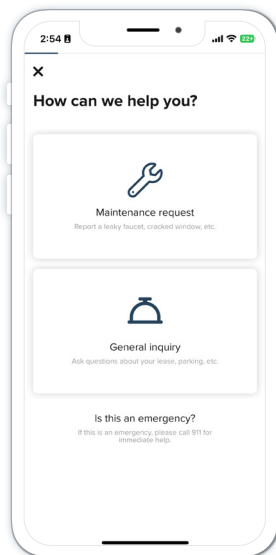 2:54
22+
How can we help you?
Maintenance request
Report a leaky faucet, cracked window, etc.
General inquiry
Ask questions about your lease, parking, etc.
Is this an emergency?
If this is an emergency, please call 911 for
immediate help.